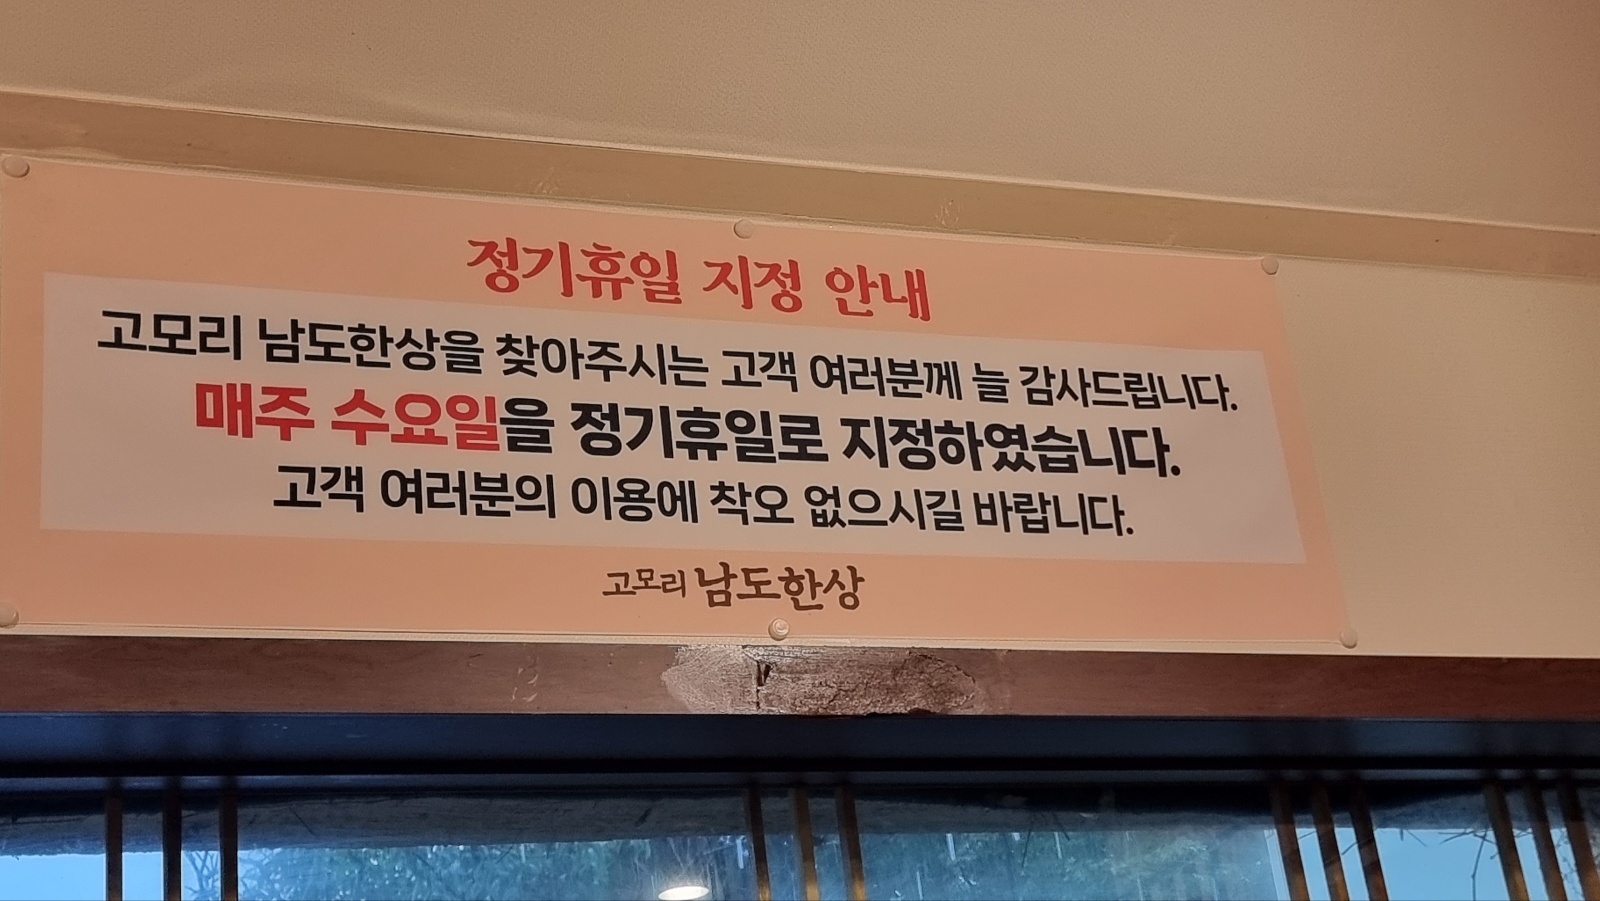 정기휴일 지정 안내
고모리 남도한상을 찾아주시는 고객 여러분께 늘 감사드립니다.
매주 수요일을 정기휴일로 지정하였습니다.
고객 여러분의 이용에 착오 없으시길 바랍니다.
고모리 남도한상